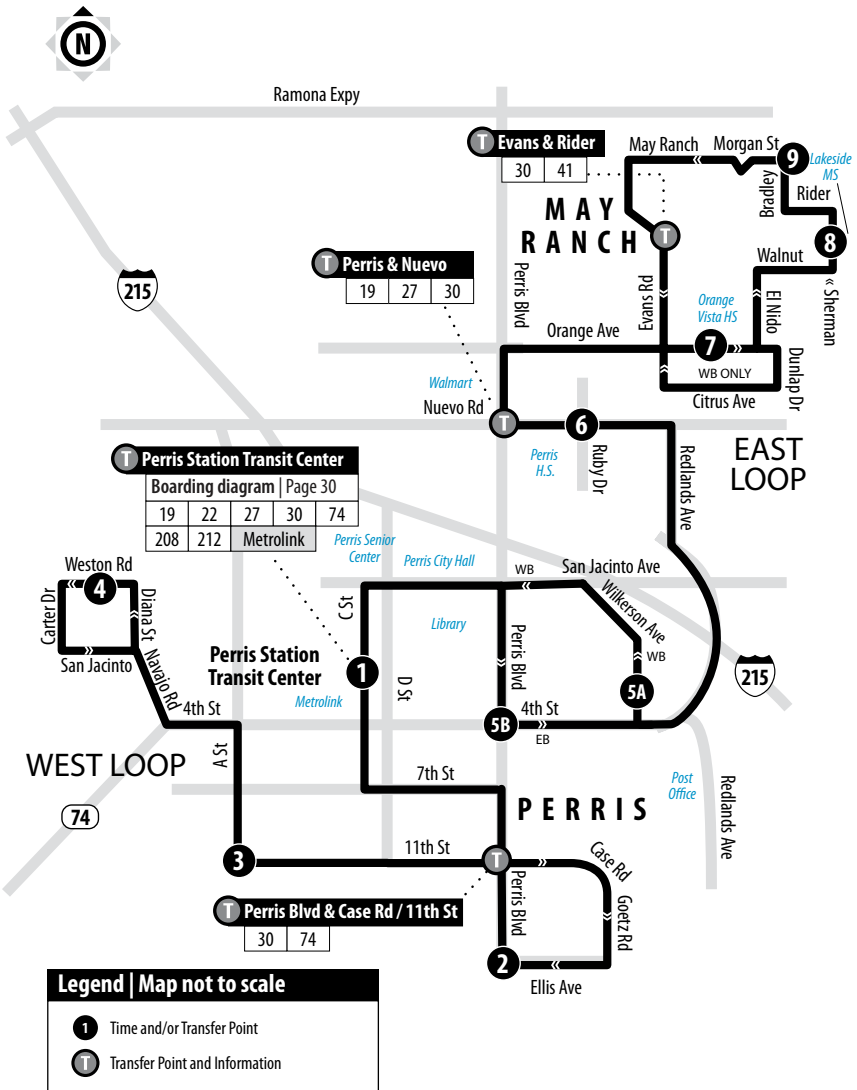 N
Ramona Expy
T Evans & Rider
30 41
May Ranch
Morgan St
9
Lakeside
MS
Bradley
Rider
MAY
RANCH
T
8
Walnut
« Sherman
T Perris & Nuevo
19 27 30
215
Perris Blvd
Evans Rd
Orange
Vista HS
El Nido
Orange Ave
7
WB ONLY
Dunlap Dr
Citrus Ave
Walmart
Nuevo Rd
T
6
Perris
H.S.
Ruby Dr
Redlands Ave
EAST
LOOP
T Perris Station Transit Center
Boarding diagram | Page 30
19 22 27 30 74
208 212 Metrolink
Perris Senior
Center
Perris City Hall
WB
San Jacinto Ave
Wilkerson Ave
WB
Weston Rd
4
Carter Dr
Diana St
San Jacinto
Navajo Rd
4th St
C St
Library
Perris Blvd
Perris Station
Transit Center
1
Metrolink
D St
5A
215
5B
4th St
EB
A St
WEST LOOP
74
7th St
PERRIS
Post
Office
Redlands Ave
3
11th St
T
Case Rd
Goetz Rd
Perris Blvd
T Perris Blvd & Case Rd / 11th St
30 74
2
Ellis Ave
Legend | Map not to scale
1 Time and/or Transfer Point
T Transfer Point and Information